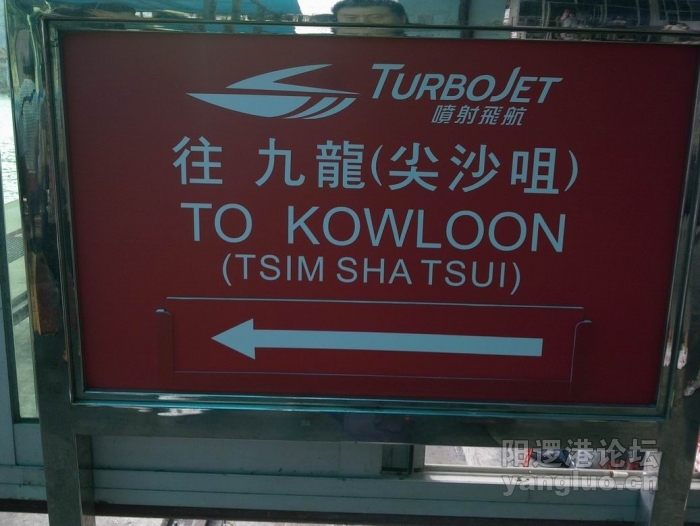 TURBOJET
噴射飛航
往 九龍(尖沙咀)
TO KOWLOON
(TSIM SHA TSUI)
阳逻港论坛
yangluo.cn